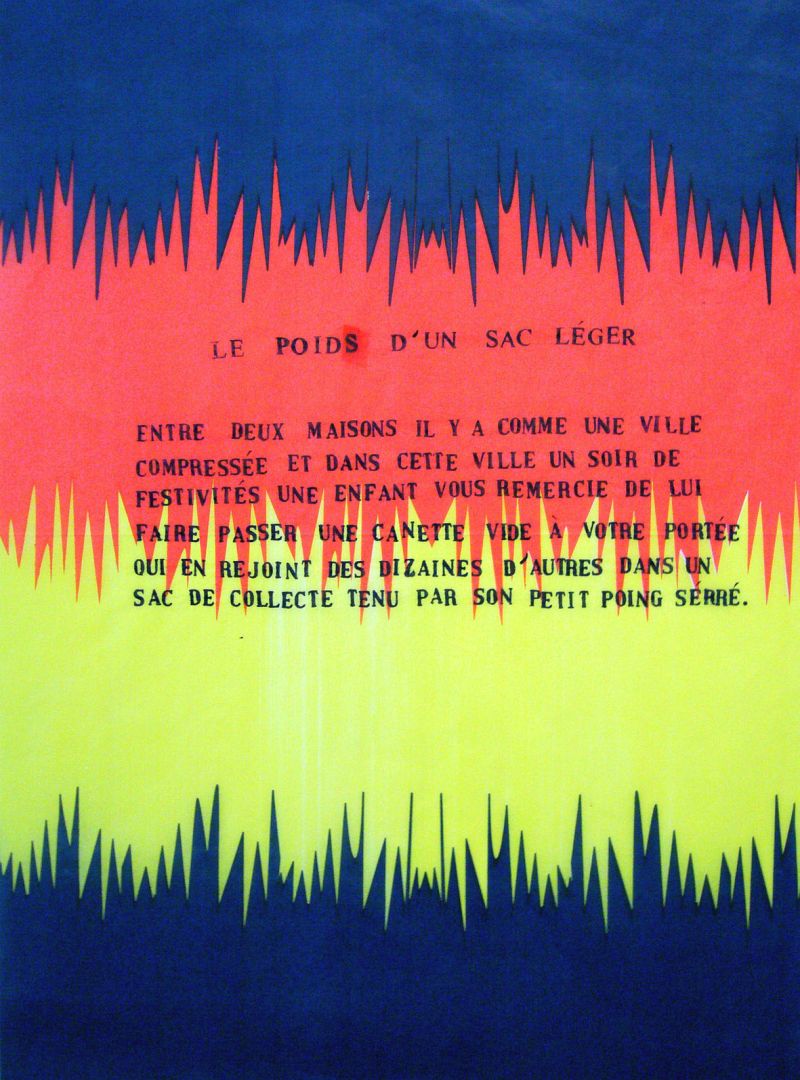 LE POIDS D'UN SAC LÉGER
ENTRE DEUX MAISONS IL Y A COMME UNE VILLE
COMPRESSÉE ET DANS CETTE VILLE UN SOIR DE
FESTIVITÉS UNE ENFANT VOUS REMERCIE DE LUI
FAIRE PASSER UNE CANETTE VIDE À VOTRE PORTÉE
QUI EN REJOINT DES DIZAINES D'AUTRES DANS UN
SAC DE COLLECTE TENU PAR SON PETIT POING SERRÉ.